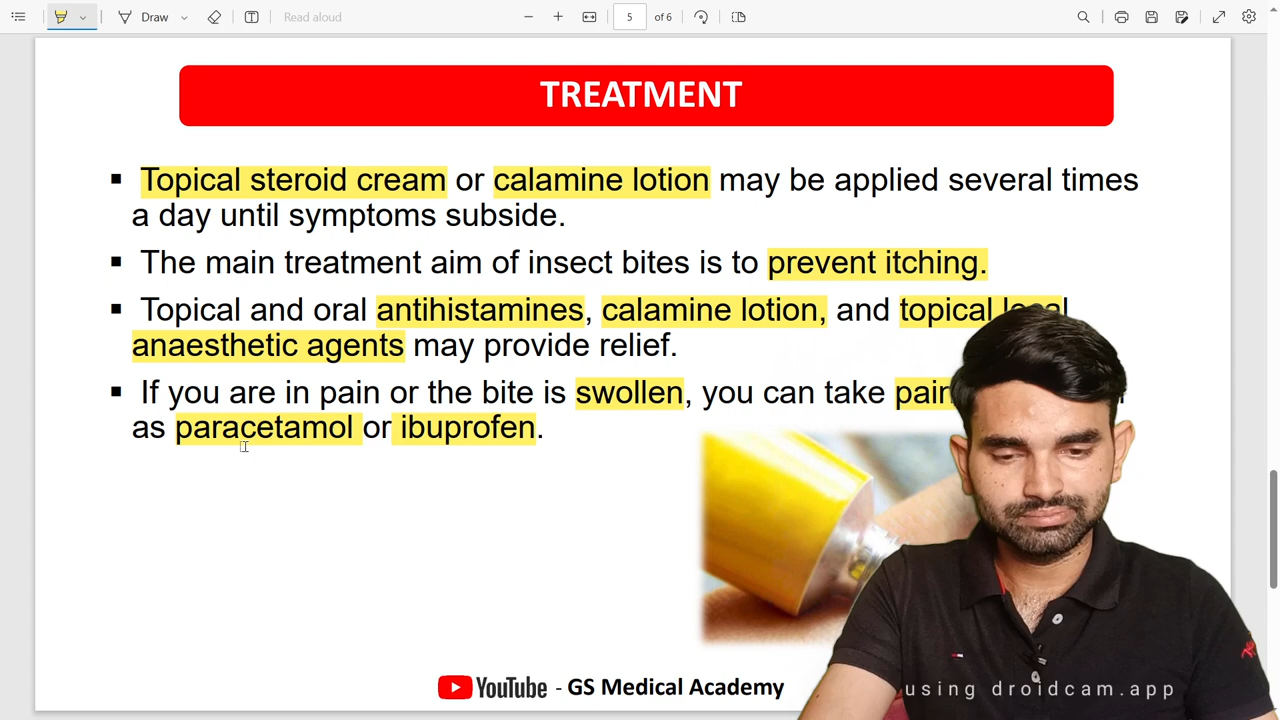 Draw
Read aloud
5 of 6
TREATMENT
▪ Topical steroid cream or calamine lotion may be applied several times
a day until symptoms subside.
▪ The main treatment aim of insect bites is to prevent itching.
▪ Topical and oral antihistamines, calamine lotion, and topical local
anaesthetic agents may provide relief.
▪ If you are in pain or the bite is swollen, you can take pain
as paracetamol or ibuprofen.
YouTube - GS Medical Academy
using droidcam.app